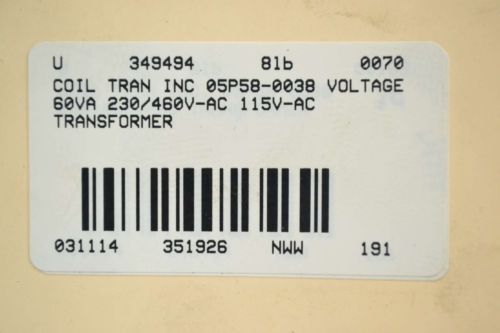 U 349494 8lb 0070
COIL TRAN INC 05P58-0038 VOLTAGE
60VA 230/460V-AC 115V-AC
TRANSFORMER
031114 351926 NWW 191